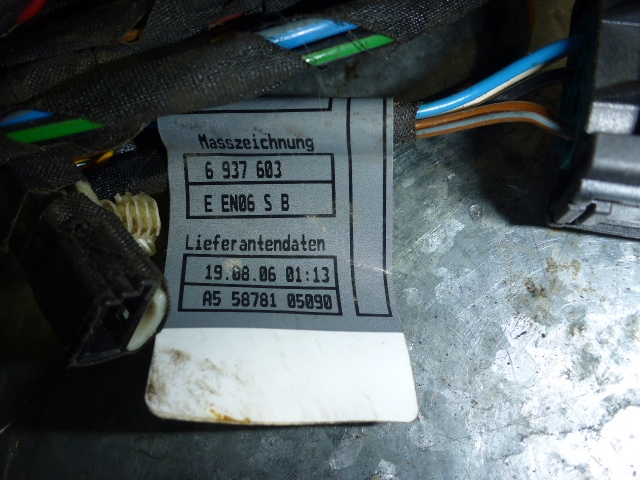 Masszeichnung
6 937 603
E EN06 S B
Lieferantendaten
19.08.06 01:13
A5 58781 05090